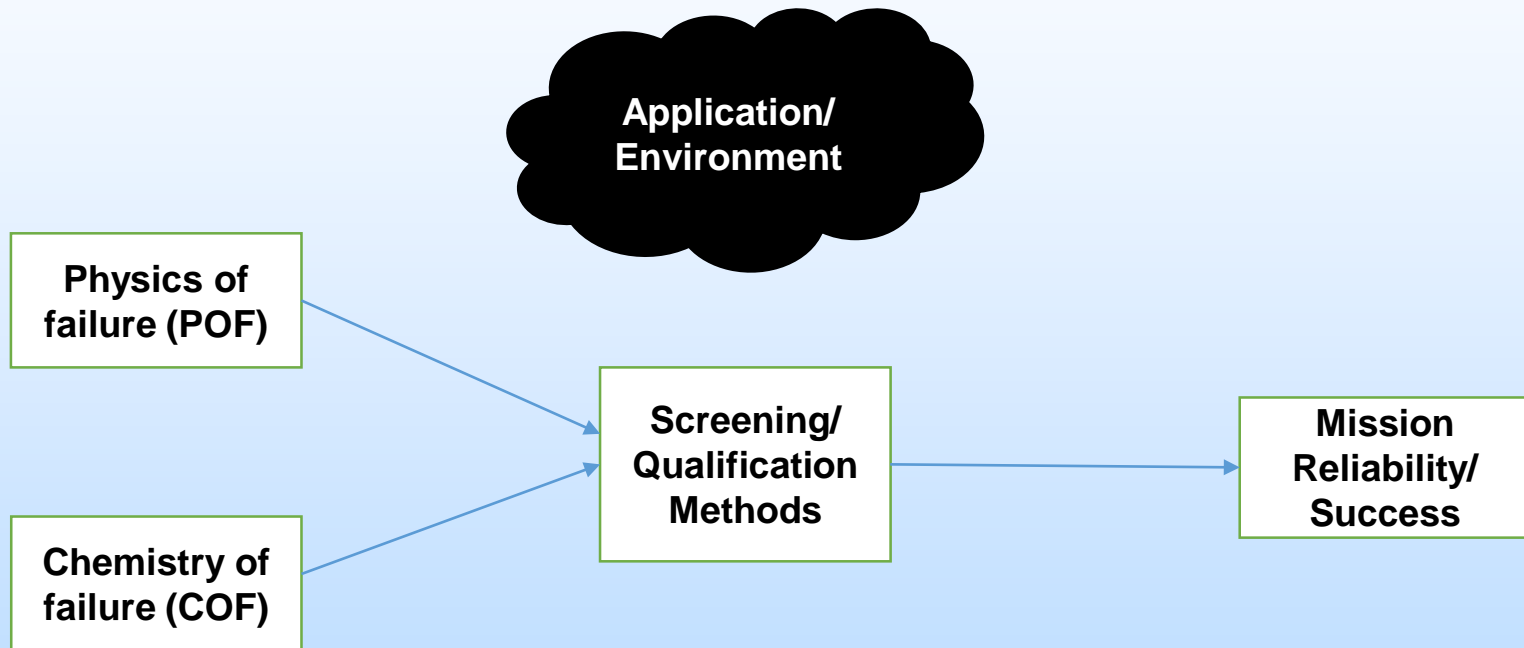 Application/
Environment
Physics of
failure (POF)
Screening/
Qualification
Methods
Mission
Reliability/
Success
Chemistry of
failure (COF)